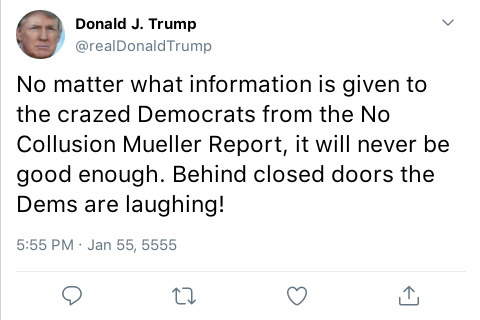 Donald J. Trump
@realDonaldTrump
No matter what information is given to
the crazed Democrats from the No
Collusion Mueller Report, it will never be
good enough. Behind closed doors the
Dems are laughing!
5:55 PM · Jan 55, 5555